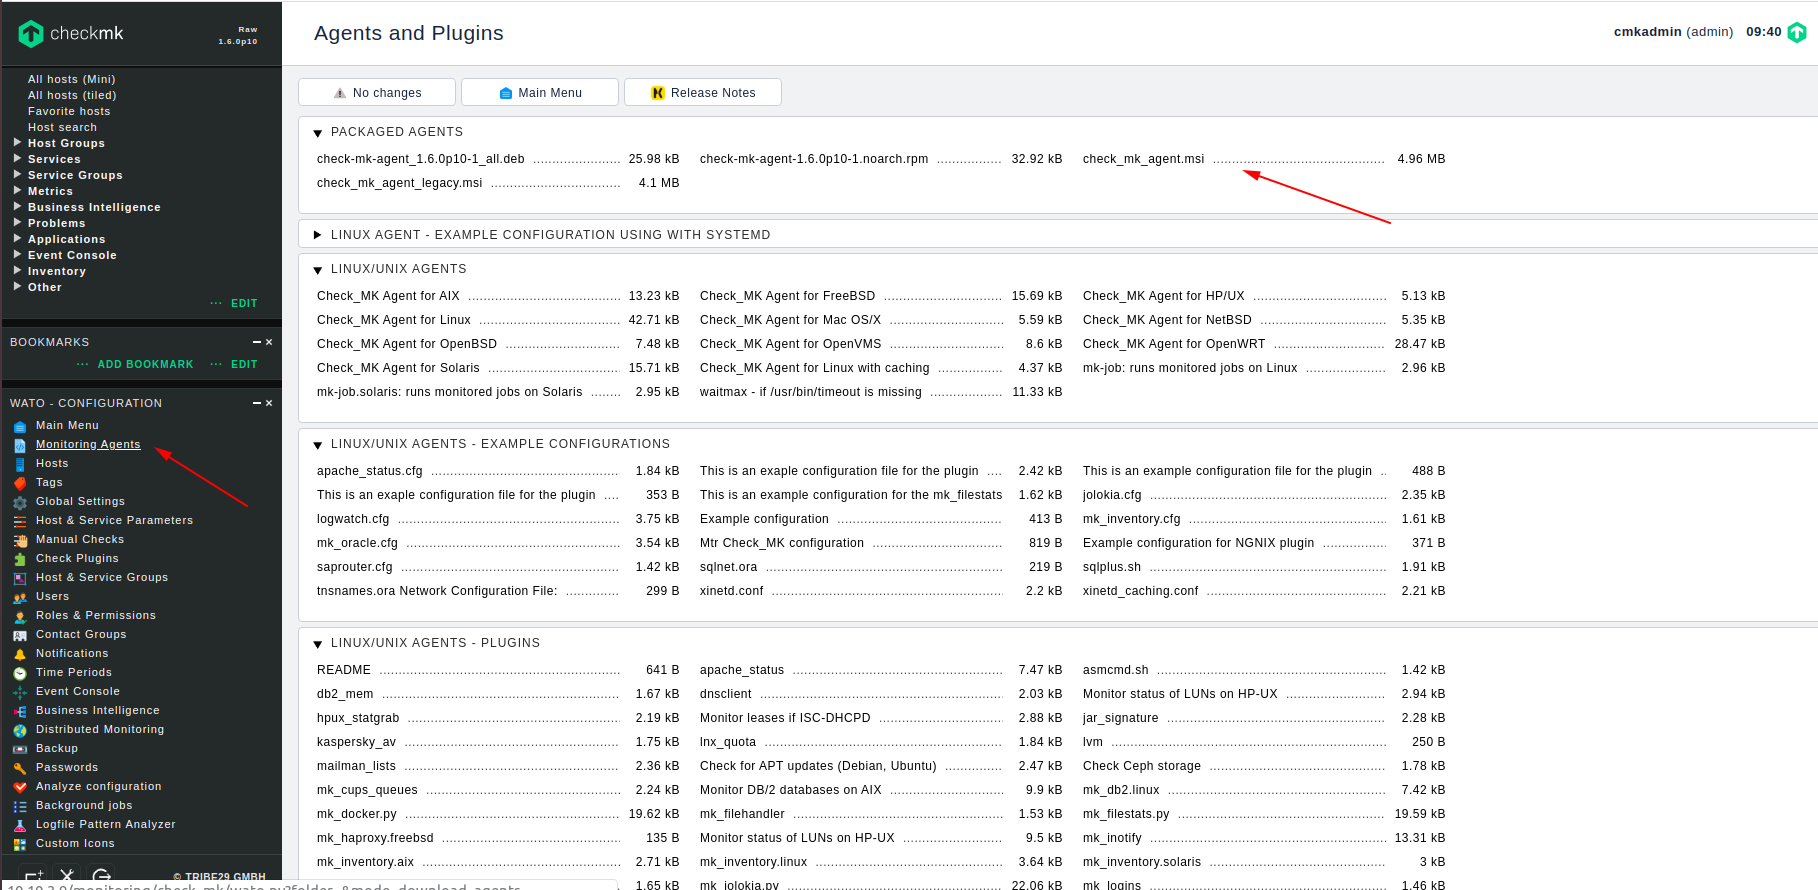 checkmk
Raw
1.6.0p10
All hosts (Mini)
All hosts (tiled)
Favorite hosts
Host search
Host Groups
Services
Service Groups
Metrics
Business Intelligence
Problems
Applications
Event Console
Inventory
Other
··· EDIT
BOOKMARKS
··· ADD BOOKMARK ··· EDIT
WATO - CONFIGURATION
Main Menu
Monitoring Agents
Hosts
Tags
Global Settings
Host & Service Parameters
Manual Checks
Check Plugins
Host & Service Groups
Users
Roles & Permissions
Contact Groups
Notifications
Time Periods
Event Console
Business Intelligence
Distributed Monitoring
Backup
Passwords
Analyze configuration
Background jobs
Logfile Pattern Analyzer
Custom Icons
© TRIBE29 GMBH
Agents and Plugins
cmkadmin (admin) 09:40
No changes Main Menu Release Notes
PACKAGED AGENTS
check-mk-agent_1.6.0p10-1_all.deb 25.98 kB check-mk-agent-1.6.0p10-1.noarch.rpm 32.92 kB check_mk_agent.msi 4.96 MB
check_mk_agent_legacy.msi 4.1 MB
LINUX AGENT - EXAMPLE CONFIGURATION USING WITH SYSTEMD
LINUX/UNIX AGENTS
Check_MK Agent for AIX 13.23 kB Check_MK Agent for FreeBSD 15.69 kB Check_MK Agent for HP/UX 5.13 kB
Check_MK Agent for Linux 42.71 kB Check_MK Agent for Mac OS/X 5.59 kB Check_MK Agent for NetBSD 5.35 kB
Check_MK Agent for OpenBSD 7.48 kB Check_MK Agent for OpenVMS 8.6 kB Check_MK Agent for OpenWRT 28.47 kB
Check_MK Agent for Solaris 15.71 kB Check_MK Agent for Linux with caching 4.37 kB mk-job: runs monitored jobs on Linux 2.96 kB
mk-job.solaris: runs monitored jobs on Solaris 2.95 kB waitmax - if /usr/bin/timeout is missing 11.33 kB
LINUX/UNIX AGENTS - EXAMPLE CONFIGURATIONS
apache_status.cfg 1.84 kB This is an exaple configuration file for the plugin 2.42 kB This is an example configuration file for the plugin 488 B
This is an exaple configuration file for the plugin 353 B This is an example configuration for the mk_filestats 1.62 kB jolokia.cfg 2.35 kB
logwatch.cfg 3.75 kB Example configuration 413 B mk_inventory.cfg 1.61 kB
mk_oracle.cfg 3.54 kB Mtr Check_MK configuration 819 B Example configuration for NGNIX plugin 371 B
saprouter.cfg 1.42 kB sqlnet.ora 219 B sqlplus.sh 1.91 kB
tnsnames.ora Network Configuration File: 299 B xinetd.conf 2.2 kB xinetd_caching.conf 2.21 kB
LINUX/UNIX AGENTS - PLUGINS
README 641 B apache_status 7.47 kB asmcmd.sh 1.42 kB
db2_mem 1.67 kB dnsclient 2.03 kB Monitor status of LUNs on HP-UX 2.94 kB
hpux_statgrab 2.19 kB Monitor leases if ISC-DHCPD 2.88 kB jar_signature 2.28 kB
kaspersky_av 1.75 kB lnx_quota 1.84 kB lvm 250 B
mailman_lists 2.36 kB Check for APT updates (Debian, Ubuntu) 2.47 kB Check Ceph storage 1.78 kB
mk_cups_queues 2.24 kB Monitor DB/2 databases on AIX 9.9 kB mk_db2.linux 7.42 kB
mk_docker.py 19.62 kB mk_filehandler 1.53 kB mk_filestats.py 19.59 kB
mk_haproxy.freebsd 135 B Monitor status of LUNs on HP-UX 9.5 kB mk_inotify 13.31 kB
mk_inventory.aix 2.71 kB mk_inventory.linux 3.64 kB mk_inventory.solaris 3 kB
1.65 kB mk_jolokia.py 22.06 kB mk_logins 1.46 kB